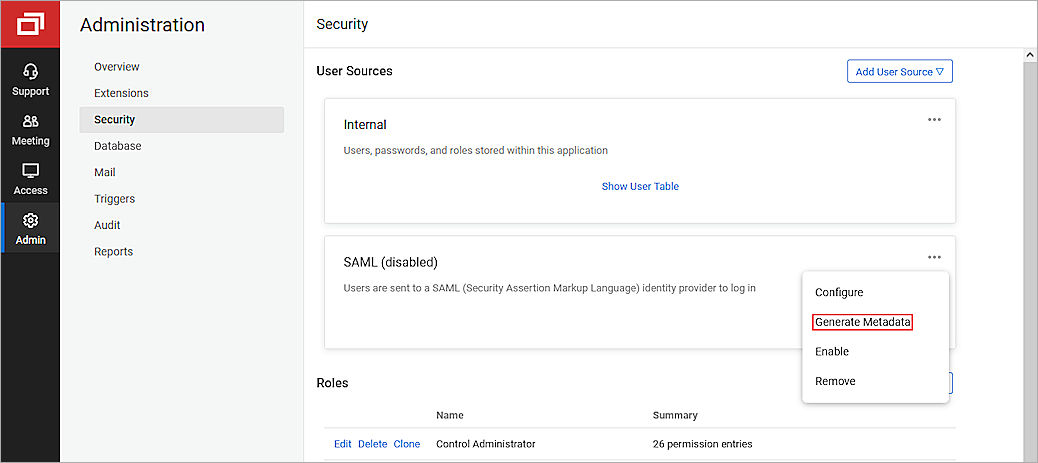 Administration
Security
Support
Meeting
Access
Admin
Overview
Extensions
Security
Database
Mail
Triggers
Audit
Reports
User Sources
Add User Source ▽
Internal
Users, passwords, and roles stored within this application
Show User Table
SAML (disabled)
Users are sent to a SAML (Security Assertion Markup Language) identity provider to log in
Configure
Generate Metadata
Enable
Remove
Roles
Name Summary
Edit Delete Clone Control Administrator 26 permission entries